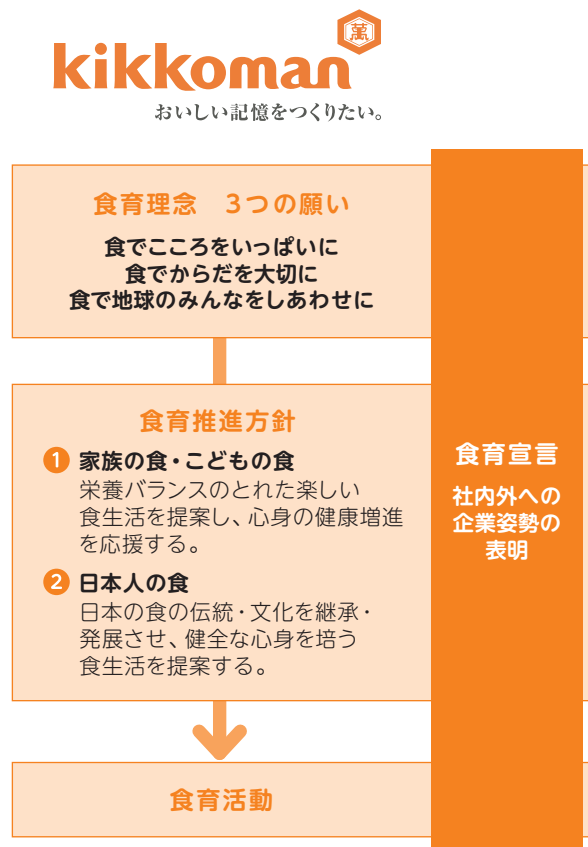 萬
kikkoman
おいしい記憶をつくりたい。
食育理念　3つの願い
食でこころをいっぱいに
食でからだを大切に
食で地球のみんなをしあわせに
食育推進方針
1 家族の食・こどもの食
栄養バランスのとれた楽しい
食生活を提案し、心身の健康増進
を応援する。
2 日本人の食
日本の食の伝統・文化を継承・
発展させ、健全な心身を培う
食生活を提案する。
食育宣言
社内外への
企業姿勢の
表明
食育活動